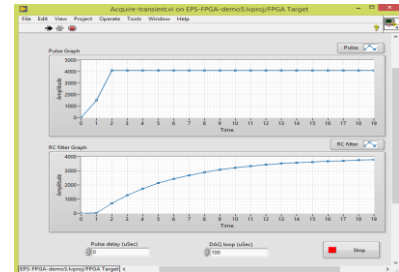 Acquire-transient.vi on EPS-FPGA-demo5.lvproj/FPGA Target
File Edit View Project Operate Tools Window Help
Pulse Graph
Pulse
5000
4000
3000
2000
1000
0
Amplitude
0 1 2 3 4 5 6 7 8 9 10 11 12 13 14 15 16 17 18 19
Time
RC filter Graph
RC filter
4000
3000
2000
1000
0
Amplitude
0 1 2 3 4 5 6 7 8 9 10 11 12 13 14 15 16 17 18 19
Time
Pulse delay (uSec)
0
DAQ loop (uSec)
100
Stop
EPS-FPGA-demo5.lvproj/FPGA Target